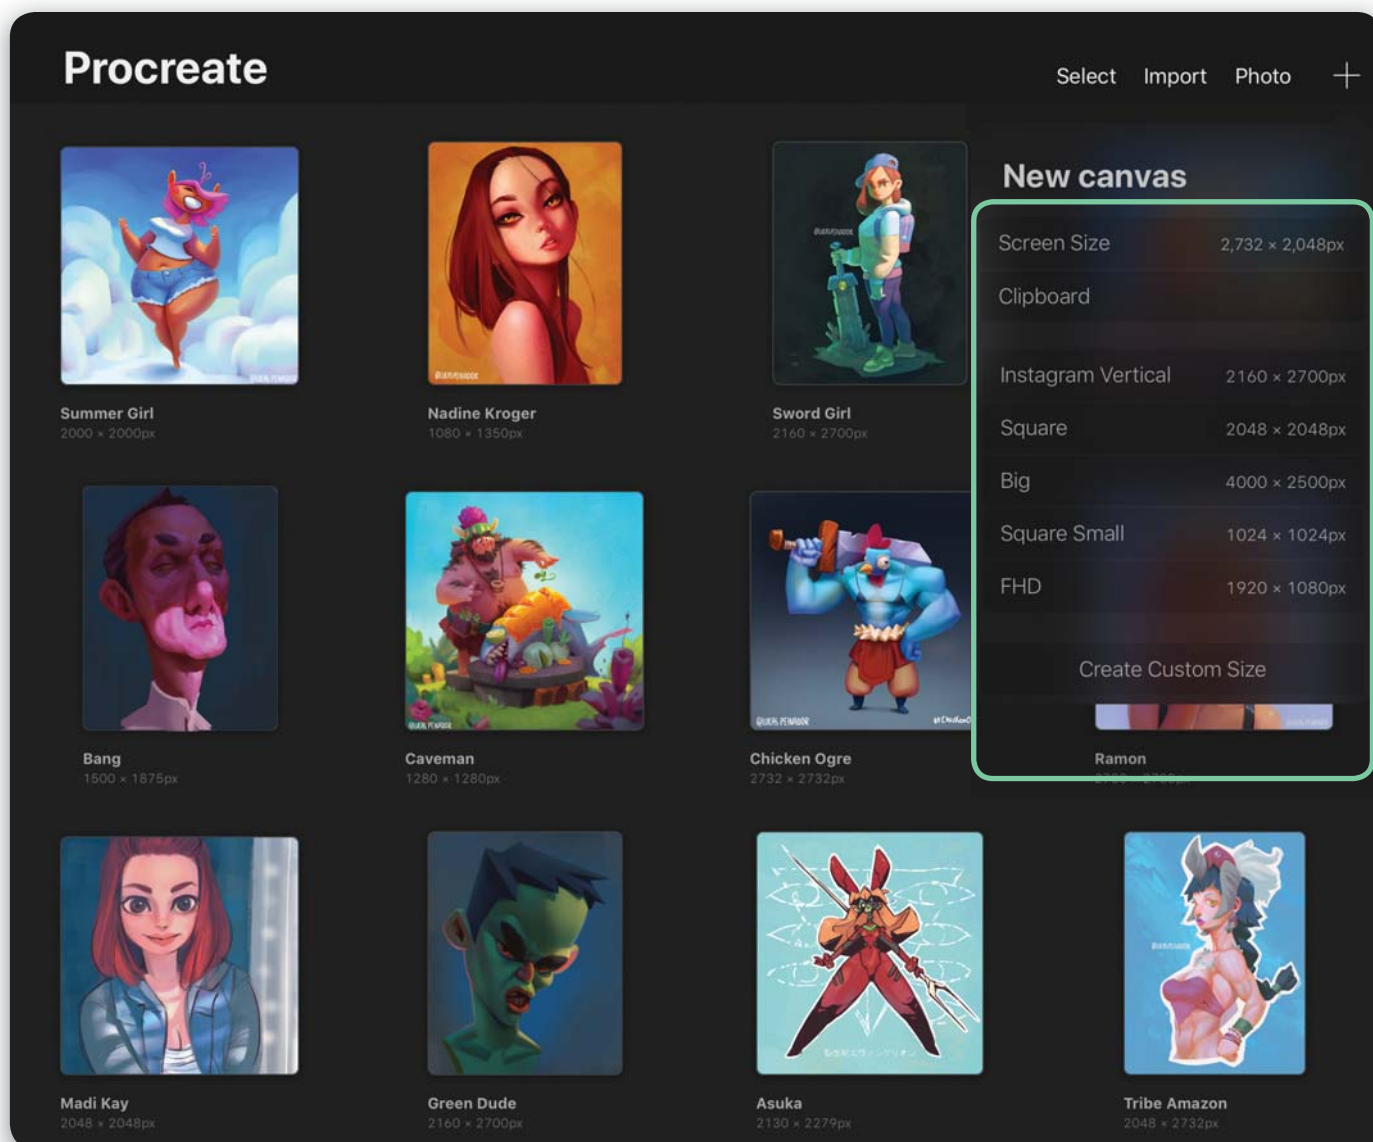 Procreate
Select Import Photo
New canvas
Screen Size 2,732 × 2,048px
Clipboard
Instagram Vertical 2160 × 2700px
Square 2048 × 2048px
Big 4000 × 2500px
Square Small 1024 × 1024px
FHD 1920 × 1080px
Create Custom Size
Summer Girl
2000 × 2000px
Nadine Kroger
1080 × 1350px
Sword Girl
2160 × 2700px
Bang
1500 × 1875px
Caveman
1280 × 1280px
Chicken Ogre
2732 × 2732px
Ramon
Madi Kay
2048 × 2048px
Green Dude
2160 × 2700px
Asuka
2130 × 2279px
Tribe Amazon
2048 × 2732px